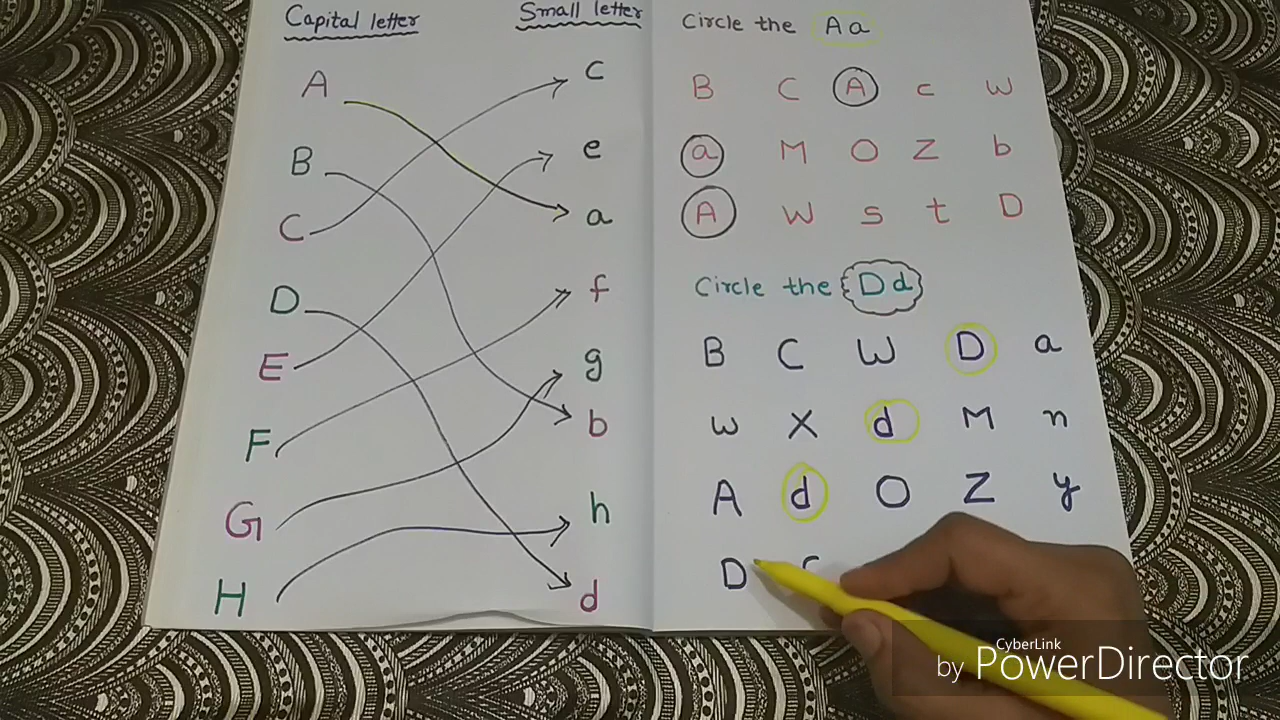 Capital letter
Small letter
A
c
B
e
C
a
D
f
E
g
F
b
G
h
H
d
Circle the Aa
B C A c w
a M O Z b
A W s t D
Circle the Dd
B C W D a
w X d M n
A d O Z y
D
CyberLink
by PowerDirector